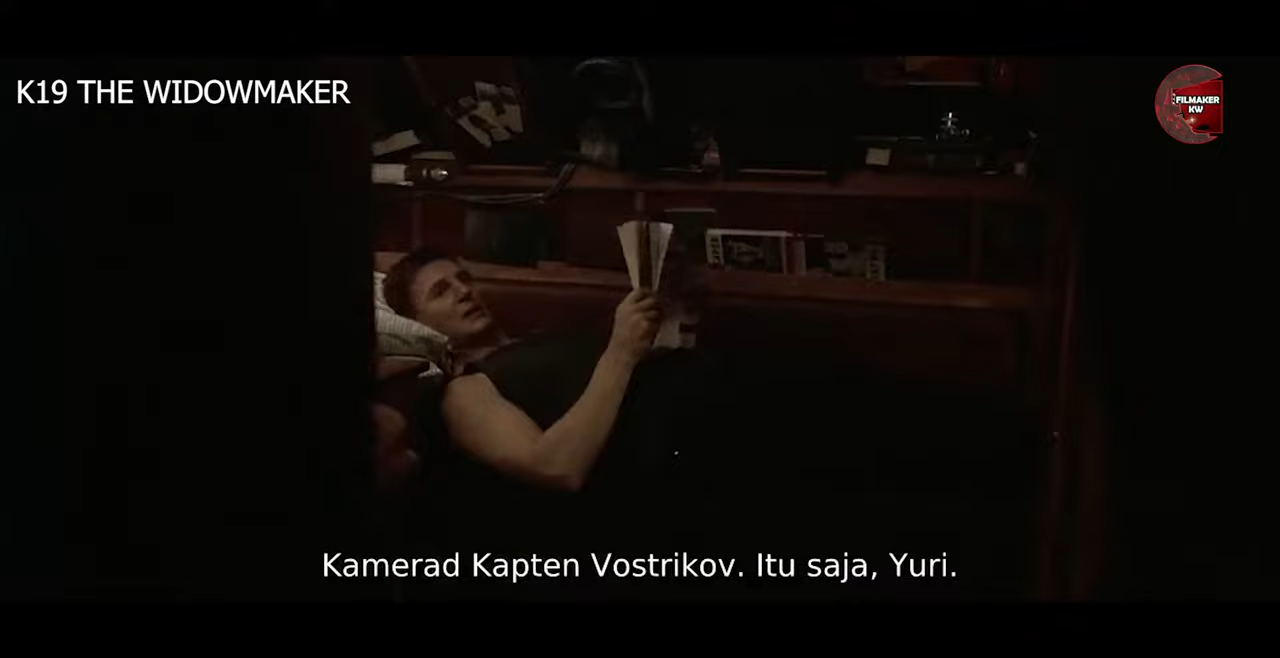 K19 THE WIDOWMAKER
FILMAKER
KW
Kamerad Kapten Vostrikov. Itu saja, Yuri.